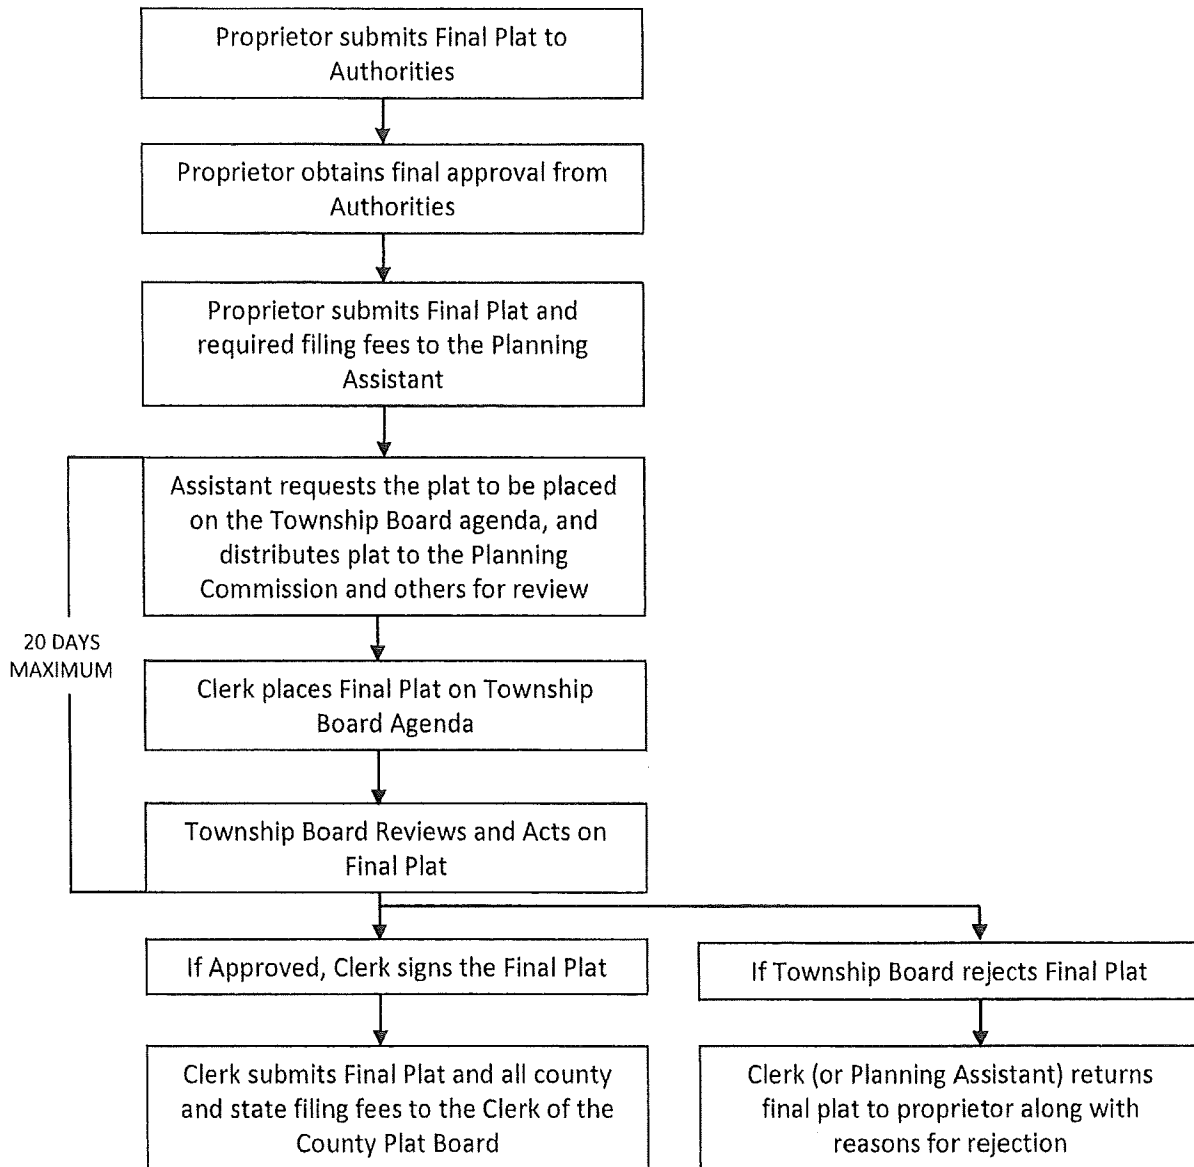 Proprietor submits Final Plat to
Authorities
Proprietor obtains final approval from
Authorities
Proprietor submits Final Plat and
required filing fees to the Planning
Assistant
Assistant requests the plat to be placed
on the Township Board agenda, and
distributes plat to the Planning
Commission and others for review
20 DAYS
MAXIMUM
Clerk places Final Plat on Township
Board Agenda
Township Board Reviews and Acts on
Final Plat
If Approved, Clerk signs the Final Plat
If Township Board rejects Final Plat
Clerk submits Final Plat and all county
and state filing fees to the Clerk of the
County Plat Board
Clerk (or Planning Assistant) returns
final plat to proprietor along with
reasons for rejection